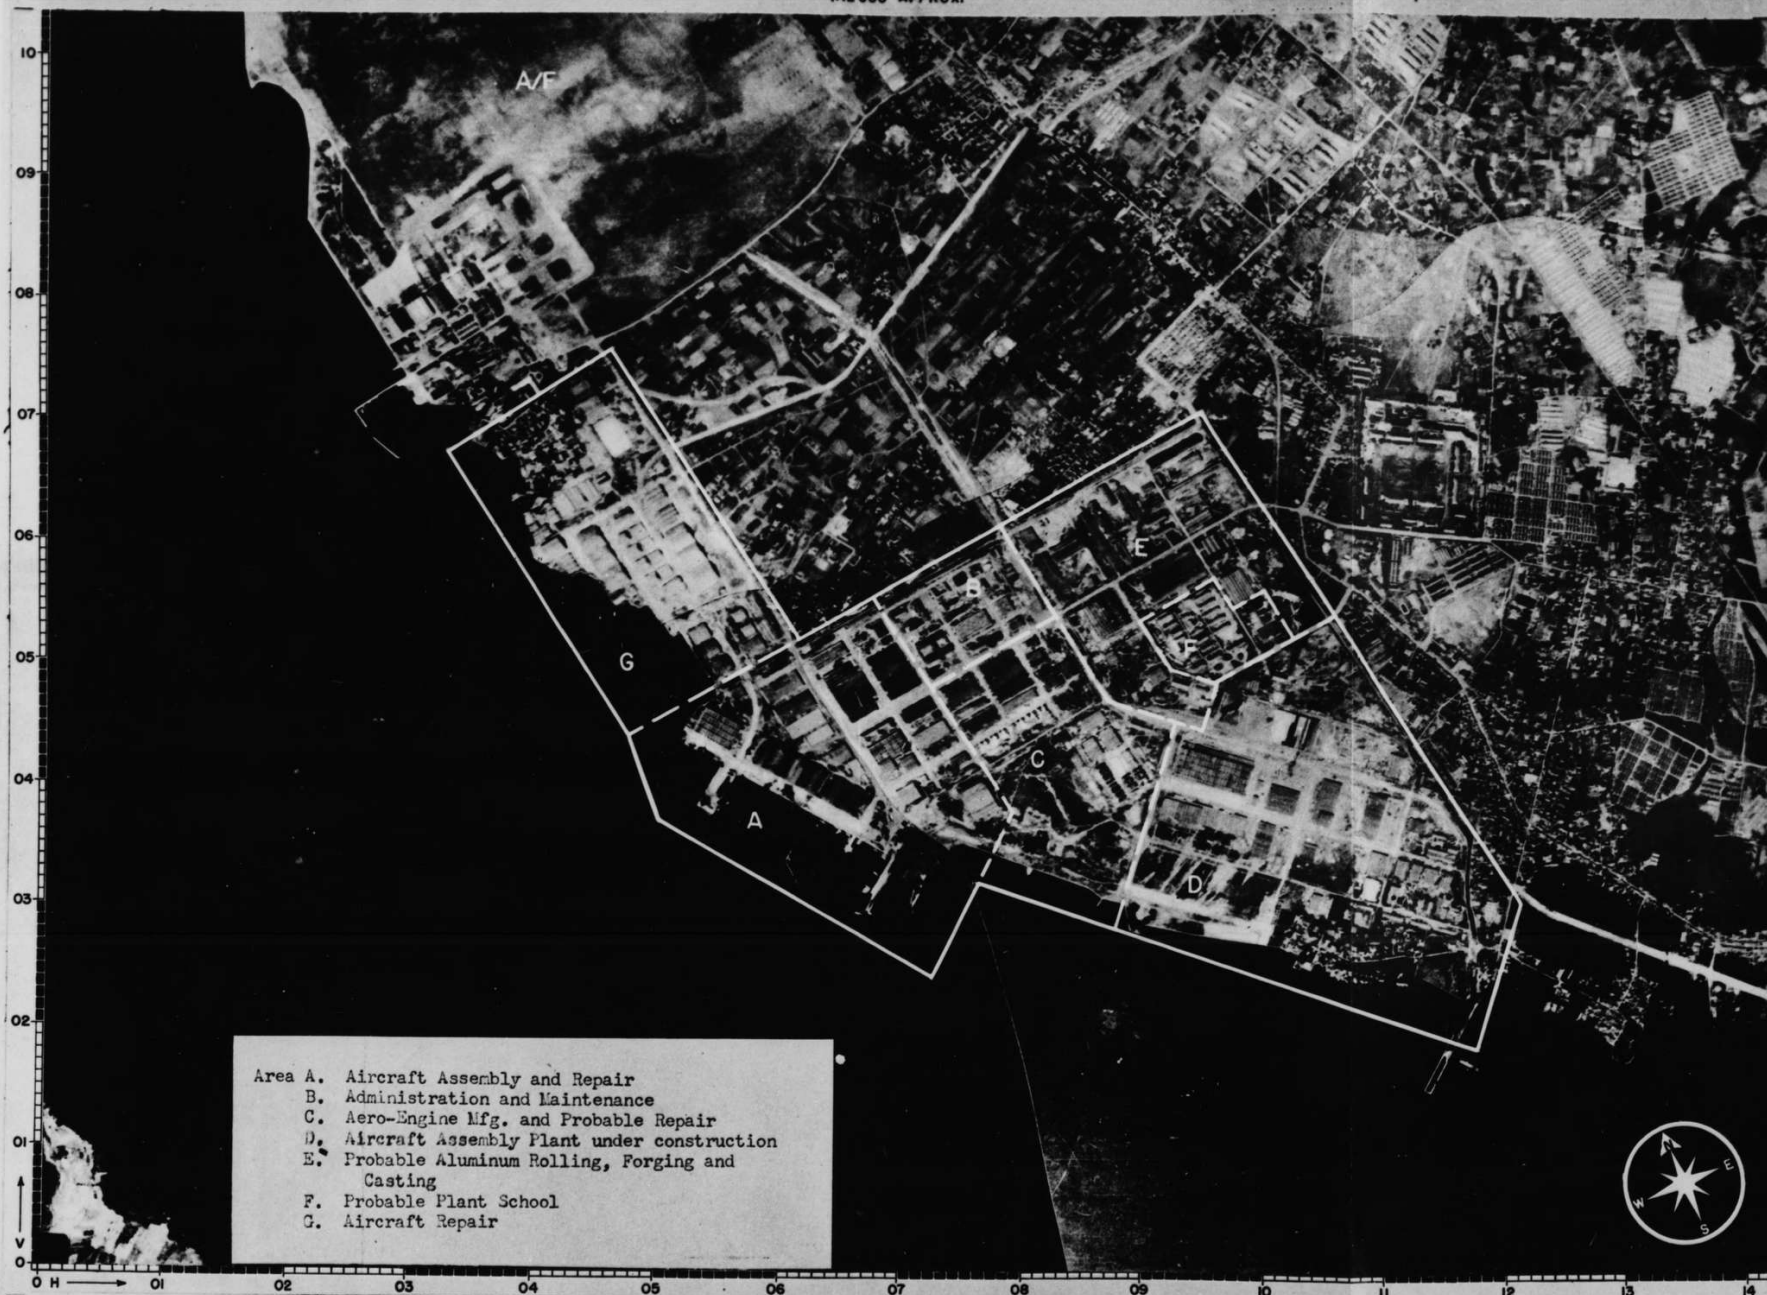 10
A/F
09
08
07
06
E
B
F
05
G
04
C
A
03
D
02
Area A. Aircraft Assembly and Repair
B. Administration and Maintenance
C. Aero-Engine Mfg. and Probable Repair
D. Aircraft Assembly Plant under construction
E. Probable Aluminum Rolling, Forging and
Casting
F. Probable Plant School
G. Aircraft Repair
01
N
E
W
S
V
0
0 H 01 02 03 04 05 06 07 08 09 10 11 12 13 14